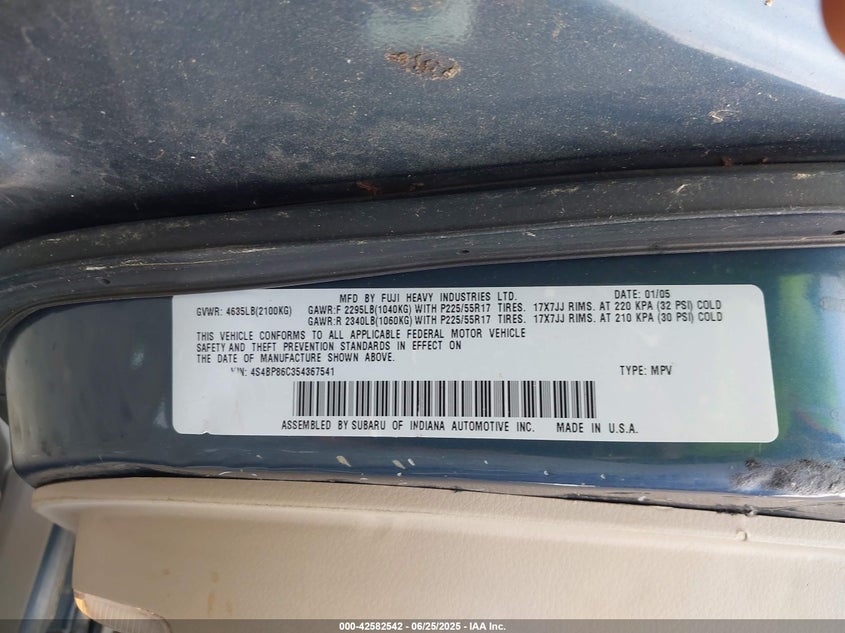 MFD BY FUJI HEAVY INDUSTRIES LTD. DATE: 01/05
GVWR: 4635LB(2100KG) GAWR:F 2295LB(1040KG) WITH P225/55R17 TIRES. 17X7JJ RIMS. AT 220 KPA (32 PSI) COLD
GAWR:R 2340LB(1060KG) WITH P225/55R17 TIRES. 17X7JJ RIMS. AT 210 KPA (30 PSI) COLD
THIS VEHICLE CONFORMS TO ALL APPLICABLE FEDERAL MOTOR VEHICLE
SAFETY AND THEFT PREVENTION STANDARDS IN EFFECT ON
THE DATE OF MANUFACTURE SHOWN ABOVE.
VIN: 4S4BP86C354367541 TYPE: MPV
ASSEMBLED BY SUBARU OF INDIANA AUTOMOTIVE INC. MADE IN U.S.A.
000-42582542 / 06/25/2025 - IAA Inc.